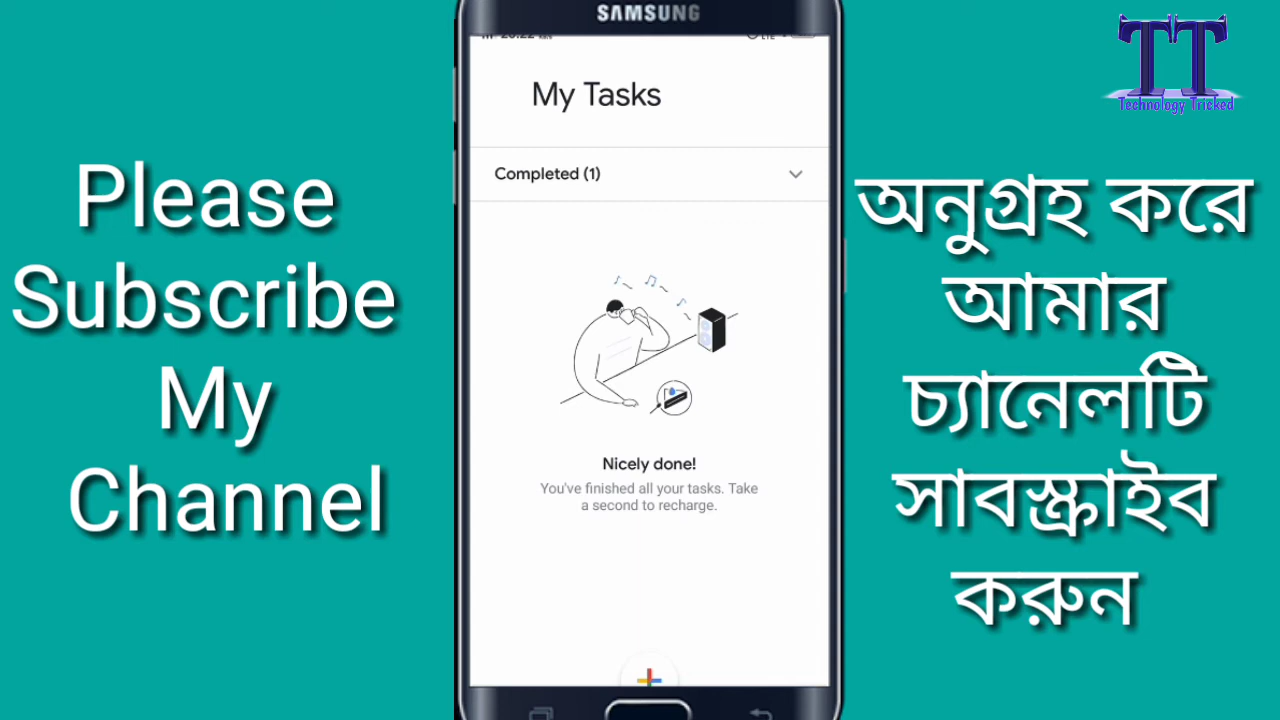 SAMSUNG
My Tasks
Completed (1)
Nicely done!
You've finished all your tasks. Take
a second to recharge.
Please
Subscribe
My
Channel
TT
Technology Tricked
অনুগ্রহ করে
আমার
চ্যানেলটি
সাবস্ক্রাইব
করুন